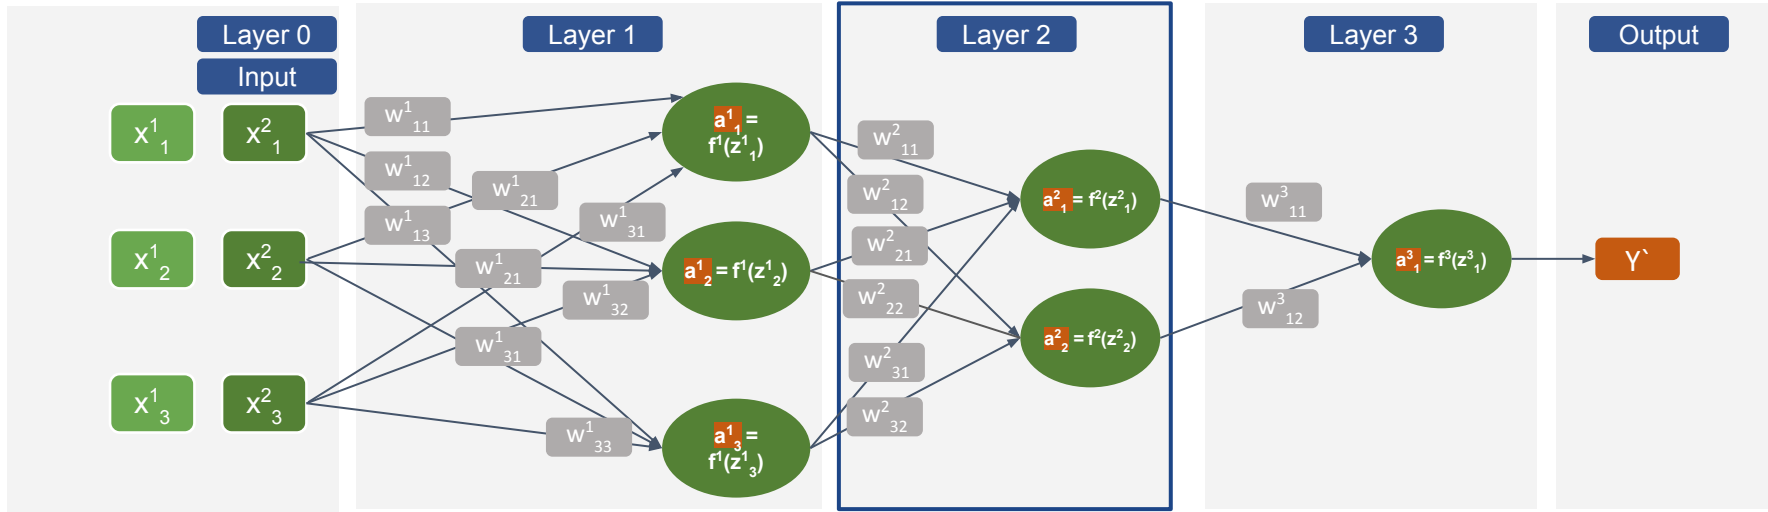 Layer 0
Input
x¹₁
x²₁
x¹₂
x²₂
x¹₃
x²₃
Layer 1
w¹₁₁
w¹₁₂
w¹₁₃
w¹₂₁
w¹₃₁
w¹₂₁
w¹₃₂
w¹₃₁
w¹₃₃
a¹₁ =
f¹(z¹₁)
a¹₂ = f¹(z¹₂)
a¹₃ =
f¹(z¹₃)
Layer 2
w²₁₁
w²₁₂
w²₂₁
w²₂₂
w²₃₁
w²₃₂
a²₁ = f²(z²₁)
a²₂ = f²(z²₂)
Layer 3
w³₁₁
w³₁₂
a³₁ = f³(z³₁)
Output
Y`